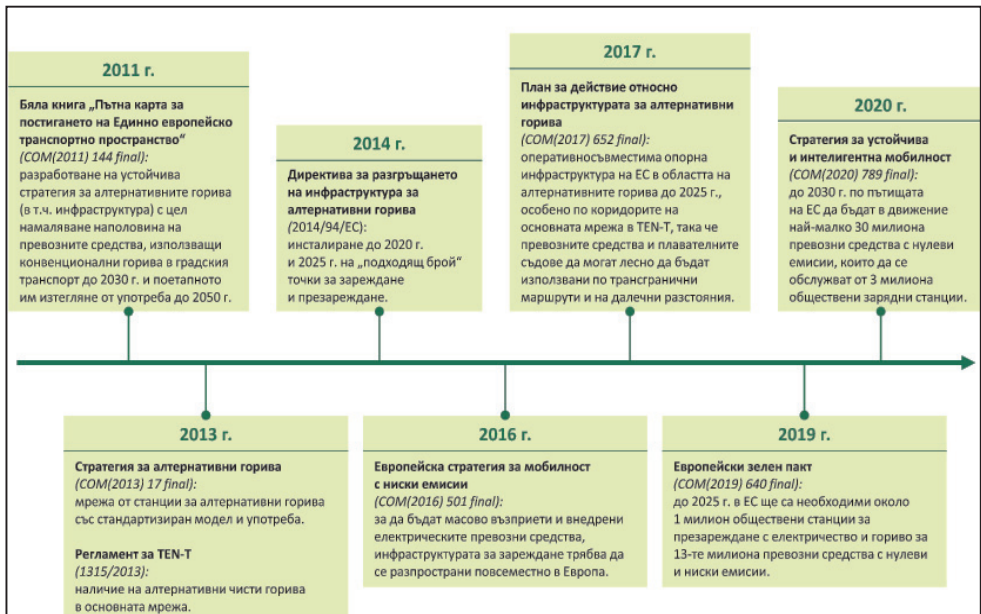 2011 г.
Бяла книга „Пътна карта за
постигането на Единно европейско
транспортно пространство“
(COM(2011) 144 final):
разработване на устойчива
стратегия за алтернативните горива
(в т.ч. инфраструктура) с цел
намаляване наполовина на
превозните средства, използващи
конвенционални горива в градския
транспорт до 2030 г. и поетапното
им изтегляне от употреба до 2050 г.
2013 г.
Стратегия за алтернативни горива
(COM(2013) 17 final):
мрежа от станции за алтернативни горива
със стандартизиран модел и употреба.
Регламент за TEN-T
(1315/2013):
наличие на алтернативни чисти горива
в основната мрежа.
2014 г.
Директива за разгръщането
на инфраструктура за
алтернативни горива
(2014/94/ЕС):
инсталиране до 2020 г.
и 2025 г. на „подходящ брой“
точки за зареждане
и презареждане.
2016 г.
Европейска стратегия за мобилност
с ниски емисии
(COM(2016) 501 final):
за да бъдат масово възприети и внедрени
електрическите превозни средства,
инфраструктурата за зареждане трябва да
се разпространи повсеместно в Европа.
2017 г.
План за действие относно
инфраструктурата за алтернативни
горива
(COM(2017) 652 final):
оперативносъвместима опорна
инфраструктура на ЕС в областта на
алтернативните горива до 2025 г.,
особено по коридорите на
основната мрежа в TEN-T, така че
превозните средства и плавателните
съдове да могат лесно да бъдат
използвани по трансгранични
маршрути и на далечни разстояния.
2019 г.
Европейски зелен пакт
(COM(2019) 640 final):
до 2025 г. в ЕС ще са необходими около
1 милион обществени станции за
презареждане с електричество и гориво за
13-те милиона превозни средства с нулеви
и ниски емисии.
2020 г.
Стратегия за устойчива
и интелигентна мобилност
(COM(2020) 789 final):
до 2030 г. по пътищата
на ЕС да бъдат в движение
най-малко 30 милиона
превозни средства с нулеви
емисии, които да се
обслужват от 3 милиона
обществени зарядни станции.